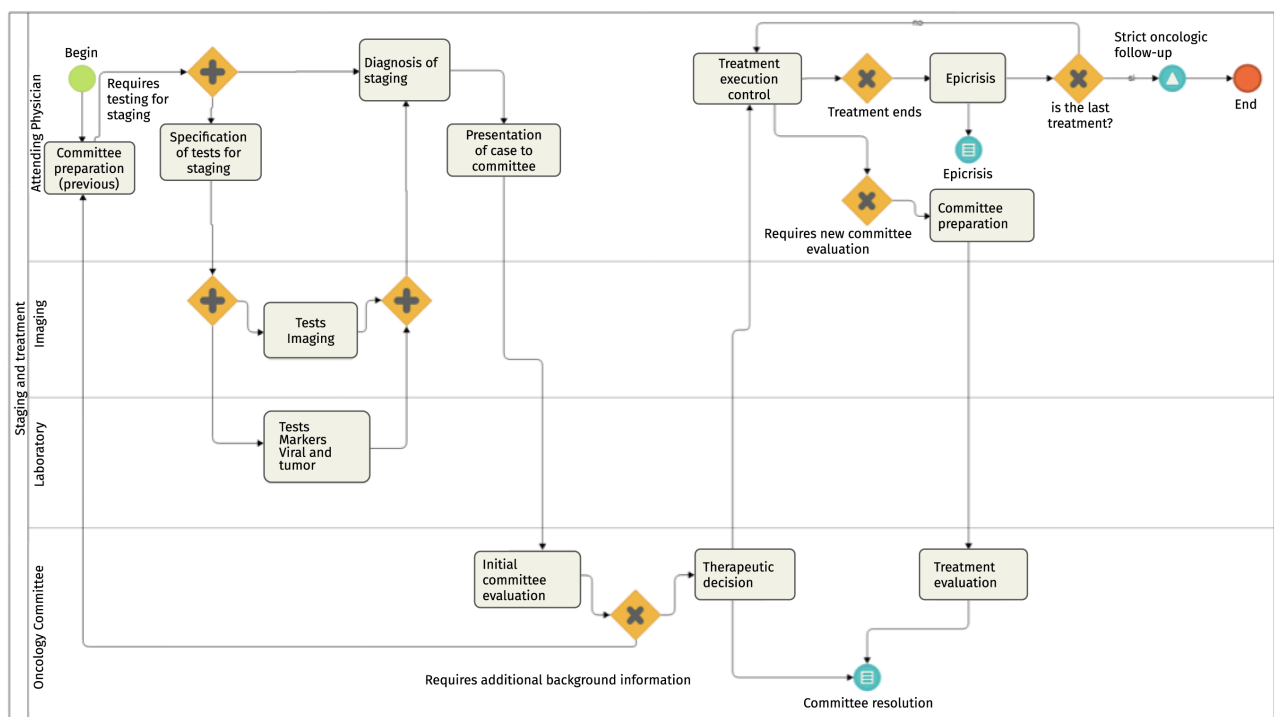 Staging and treatment
Attending Physician
Imaging
Laboratory
Oncology Committee
Begin
Requires
testing for
staging
Committee
preparation
(previous)
Specification
of tests for
staging
Diagnosis of
staging
Presentation
of case to
committee
Treatment
execution
control
Treatment ends
Epicrisis
Epicrisis
is the last
treatment?
Strict oncologic
follow-up
End
Requires new committee
evaluation
Committee
preparation
Tests
Imaging
Tests
Markers
Viral and
tumor
Initial
committee
evaluation
Therapeutic
decision
Treatment
evaluation
Requires additional background information
Committee resolution